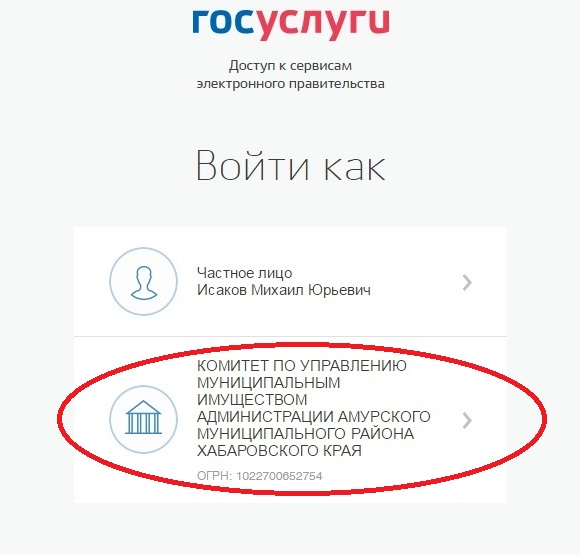 госуслуги
Доступ к сервисам
электронного правительства
Войти как
Частное лицо
Исаков Михаил Юрьевич
КОМИТЕТ ПО УПРАВЛЕНИЮ
МУНИЦИПАЛЬНЫМ
ИМУЩЕСТВОМ
АДМИНИСТРАЦИИ АМУРСКОГО
МУНИЦИПАЛЬНОГО РАЙОНА
ХАБАРОВСКОГО КРАЯ
ОГРН: 1022700652754